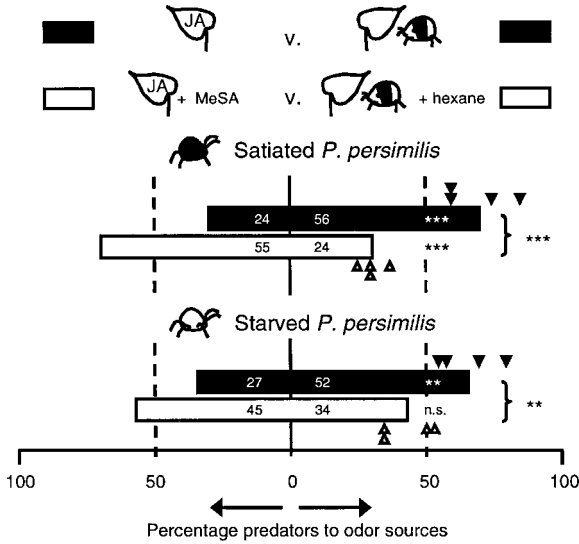 JA v.
JA + MeSA v. + hexane
Satiated P. persimilis
24 56 ***
55 24 ***
***
Starved P. persimilis
27 52 **
45 34 n.s.
**
100 50 0 50 100
Percentage predators to odor sources